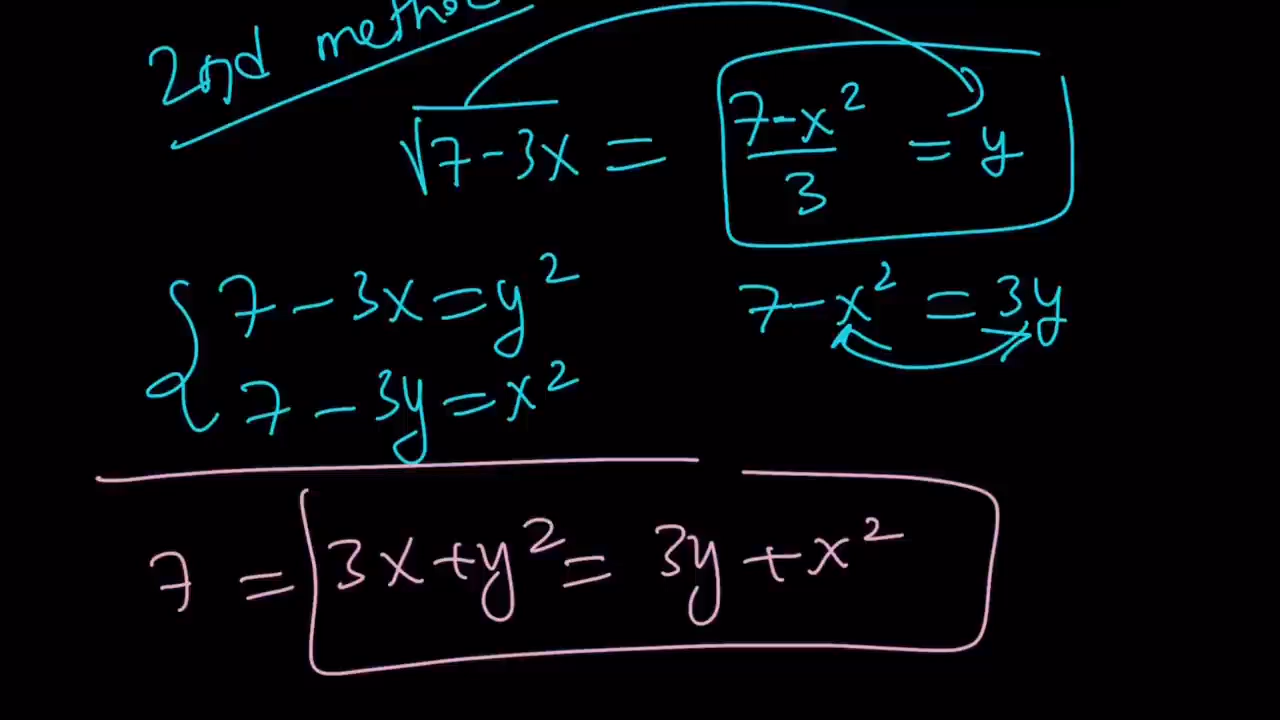 2nd method
√7-3x = 7-x²/3 = y
7-3x=y²
7-x² = 3y
7-3y=x²
7 = 3x+y² = 3y+x²